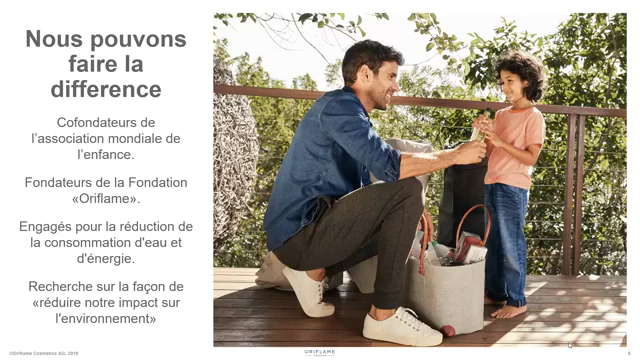 Nous pouvons
faire la
difference
Cofondateurs de
l’association mondiale de
l’enfance.
Fondateurs de la Fondation
«Oriflame».
Engagés pour la réduction de
la consommation d'eau et
d'énergie.
Recherche sur la façon de
«réduire notre impact sur
l'environnement»
©Oriflame Cosmetics AG, 2019
ORIFLAME